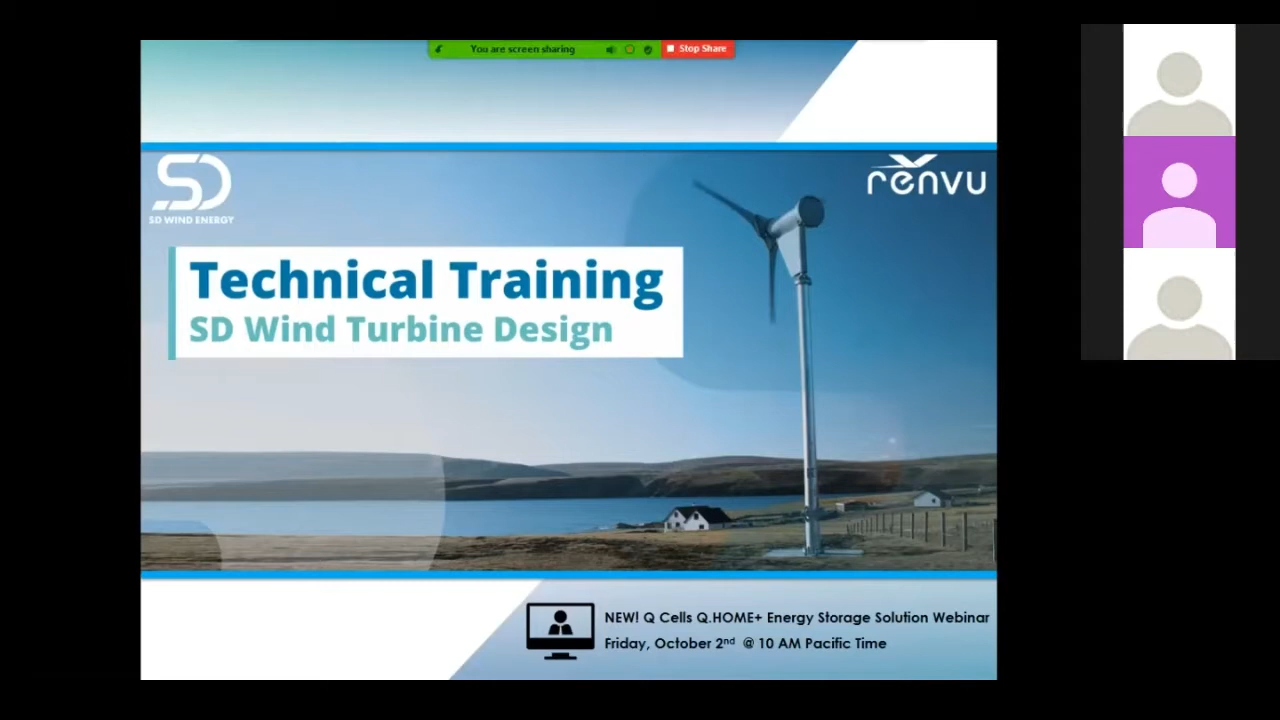 You are screen sharing
Stop Share
SD
SD WIND ENERGY
renvu
Technical Training
SD Wind Turbine Design
NEW! Q Cells Q.HOME+ Energy Storage Solution Webinar
Friday, October 2nd @ 10 AM Pacific Time